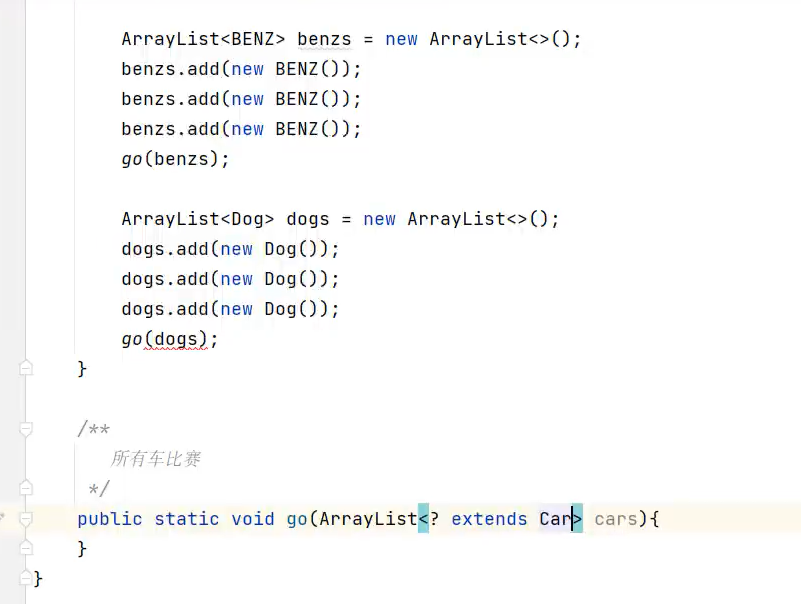 ArrayList<BENZ> benzs = new ArrayList<>();
benzs.add(new BENZ());
benzs.add(new BENZ());
benzs.add(new BENZ());
go(benzs);
ArrayList<Dog> dogs = new ArrayList<>();
dogs.add(new Dog());
dogs.add(new Dog());
dogs.add(new Dog());
go(dogs);
}
/**
所有车比赛
*/
public static void go(ArrayList<? extends Car> cars){
}
}